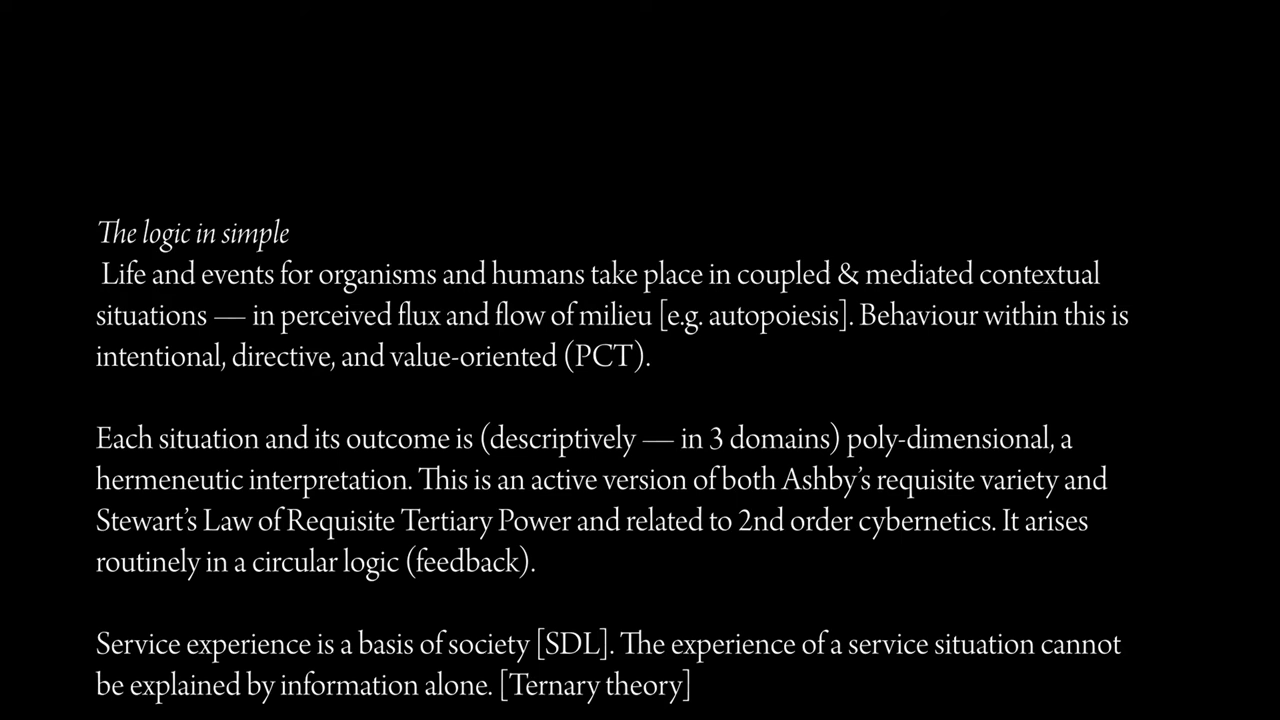 The logic in simple
Life and events for organisms and humans take place in coupled & mediated contextual
situations — in perceived flux and flow of milieu [e.g. autopoiesis]. Behaviour within this is
intentional, directive, and value-oriented (PCT).
Each situation and its outcome is (descriptively — in 3 domains) poly-dimensional, a
hermeneutic interpretation. This is an active version of both Ashby's requisite variety and
Stewart's Law of Requisite Tertiary Power and related to 2nd order cybernetics. It arises
routinely in a circular logic (feedback).
Service experience is a basis of society [SDL]. The experience of a service situation cannot
be explained by information alone. [Ternary theory]